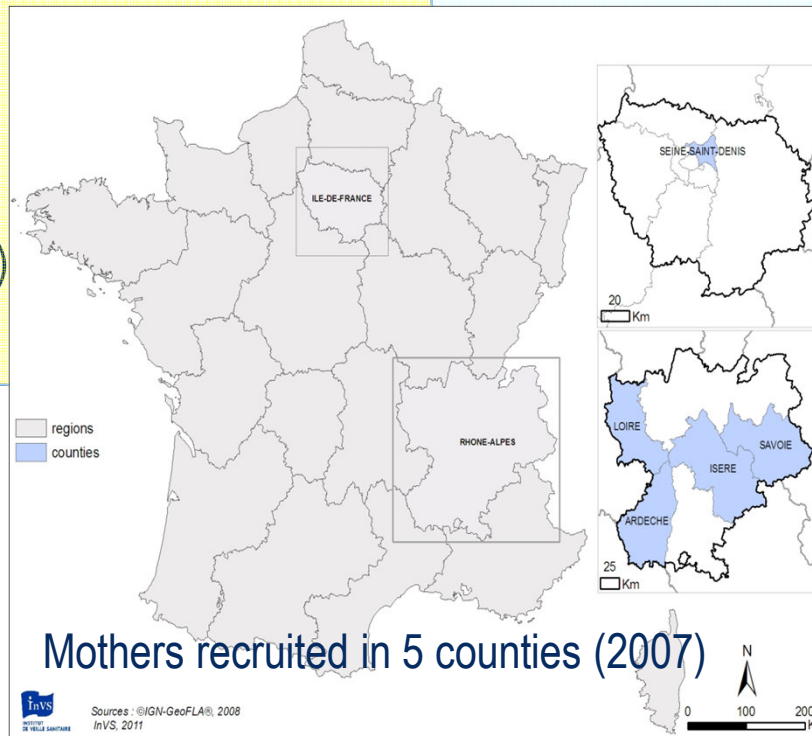 ILE-DE-FRANCE
RHONE-ALPES
regions
counties
SEINE-SAINT-DENIS
20
Km
LOIRE
SAVOIE
ISERE
ARDECHE
25
Km
Mothers recruited in 5 counties (2007)
N
0 100 200
K
InVS
INSTITUT
DE VEILLE SANITAIRE
Sources : ©IGN-GeoFLA®, 2008
InVS, 2011